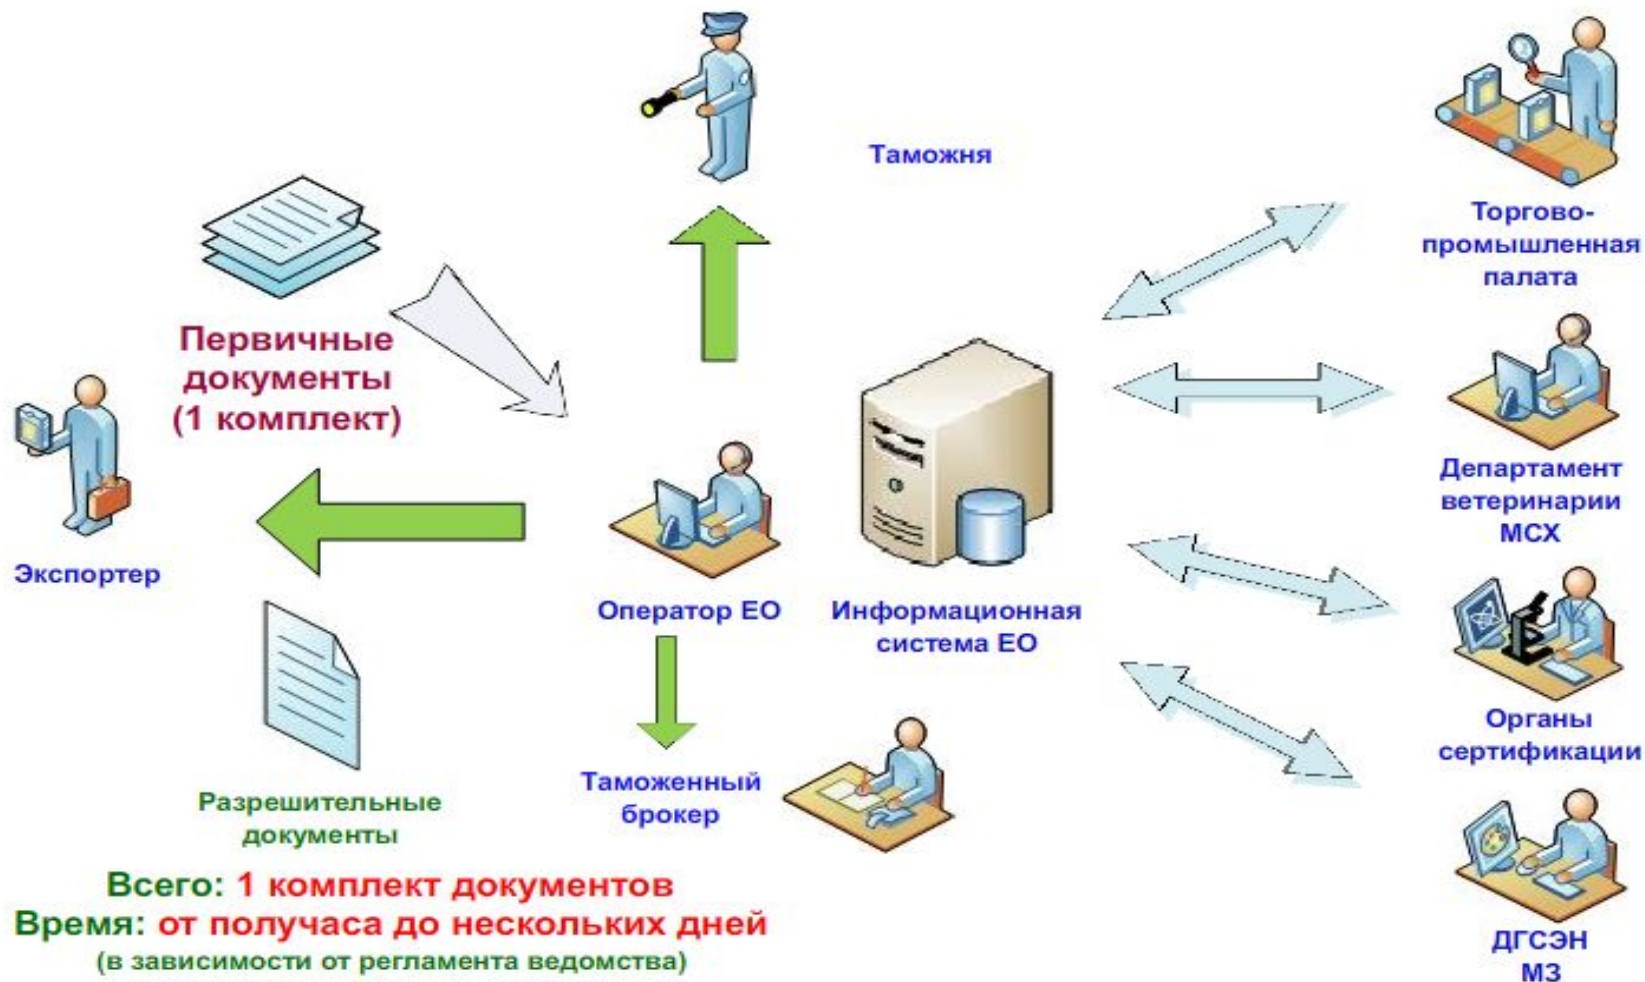 Таможня
Торгово-
промышленная
палата
Первичные
документы
(1 комплект)
Департамент
ветеринарии
МСХ
Экспортер
Оператор ЕО
Информационная
система ЕО
Органы
сертификации
Таможенный
брокер
Разрешительные
документы
Всего: 1 комплект документов
Время: от получаса до нескольких дней
(в зависимости от регламента ведомства)
ДГСЭН
МЗ